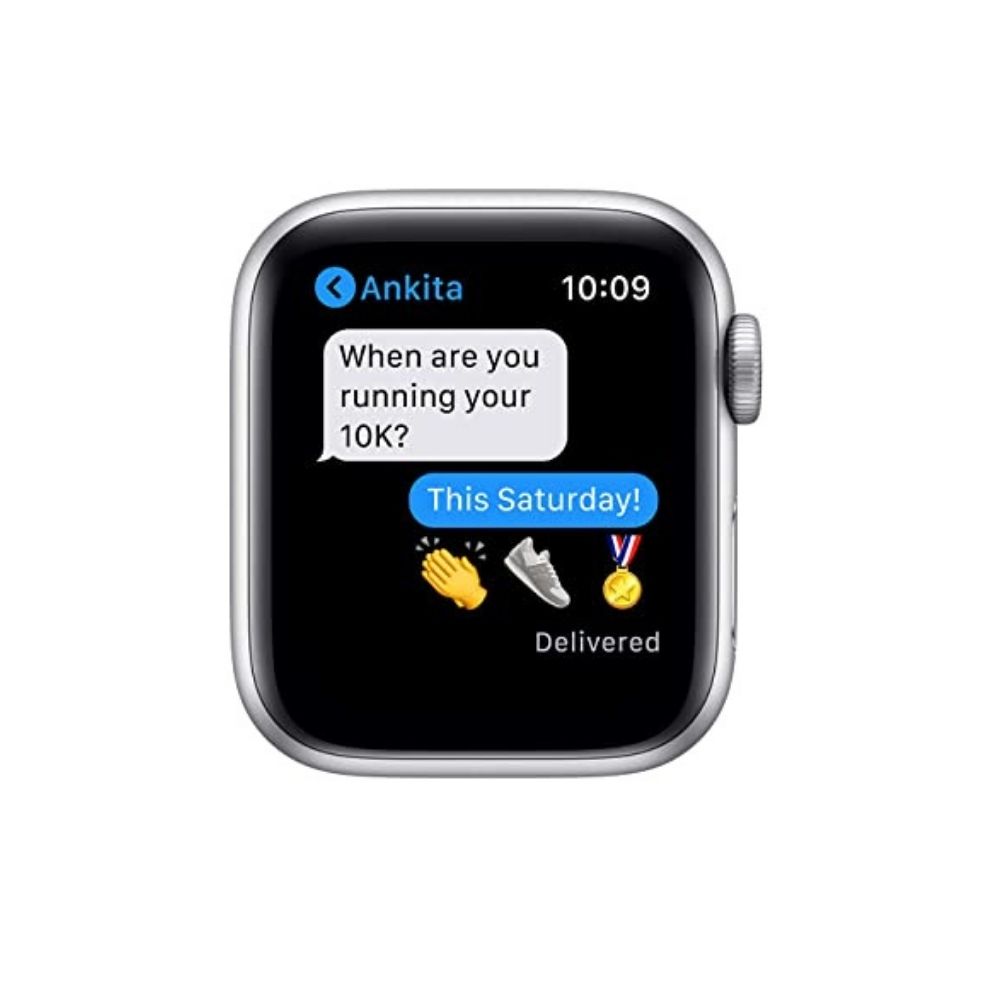 Ankita 10:09
When are you
running your
10K?
This Saturday!
👏 👟 🏅
Delivered